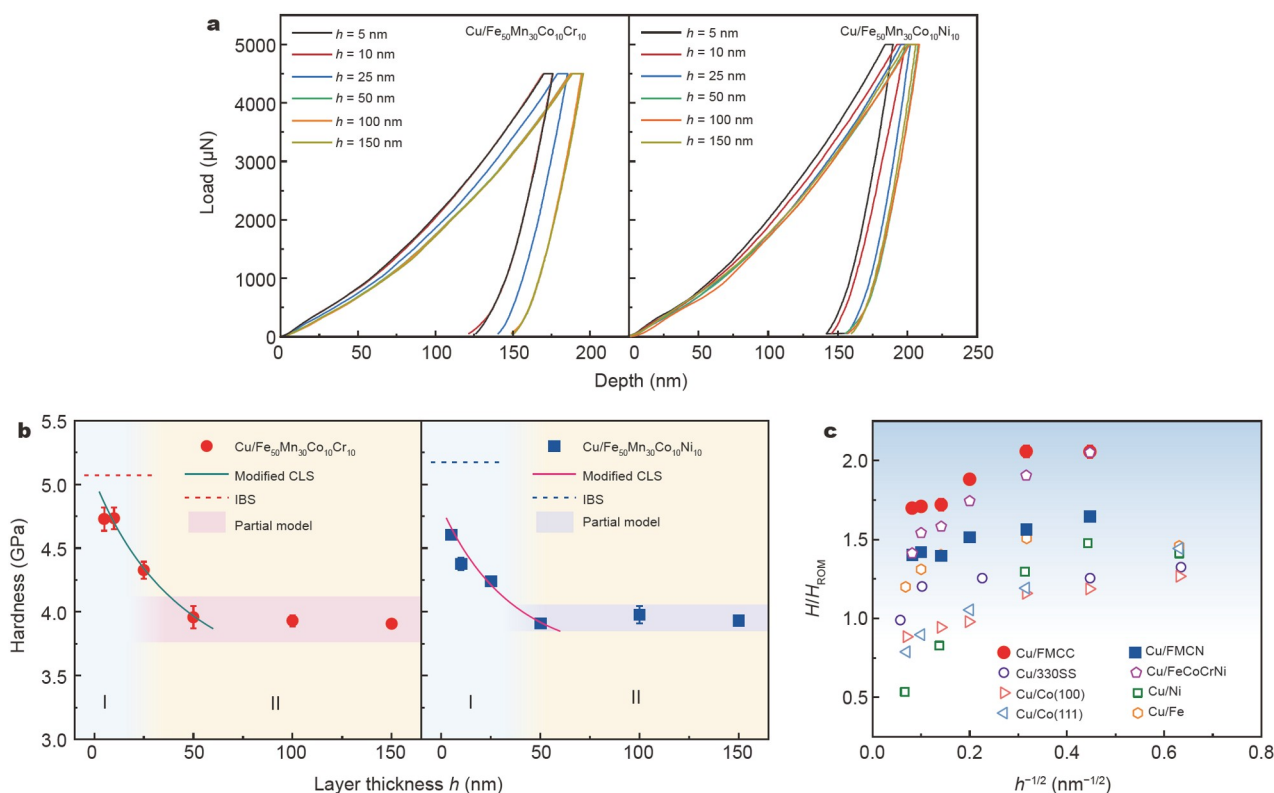 a
Cu/Fe₅₀Mn₃₀Co₁₀Cr₁₀
h = 5 nm
h = 10 nm
h = 25 nm
h = 50 nm
h = 100 nm
h = 150 nm
Cu/Fe₅₀Mn₃₀Co₁₀Ni₁₀
h = 5 nm
h = 10 nm
h = 25 nm
h = 50 nm
h = 100 nm
h = 150 nm
5000
4000
3000
2000
1000
0
Load (μN)
0 50 100 150 200
0 50 100 150 200 250
Depth (nm)
b
5.5
5.0
4.5
4.0
3.5
3.0
Hardness (GPa)
Cu/Fe₅₀Mn₃₀Co₁₀Cr₁₀
Modified CLS
IBS
Partial model
I
II
Cu/Fe₅₀Mn₃₀Co₁₀Ni₁₀
Modified CLS
IBS
Partial model
I
II
0 50 100 150
0 50 100 150
Layer thickness h (nm)
c
2.0
1.5
1.0
0.5
H/H_ROM
Cu/FMCC
Cu/330SS
Cu/Co(100)
Cu/Co(111)
Cu/FMCN
Cu/FeCoCrNi
Cu/Ni
Cu/Fe
0.0 0.2 0.4 0.6 0.8
h⁻¹/² (nm⁻¹/²)